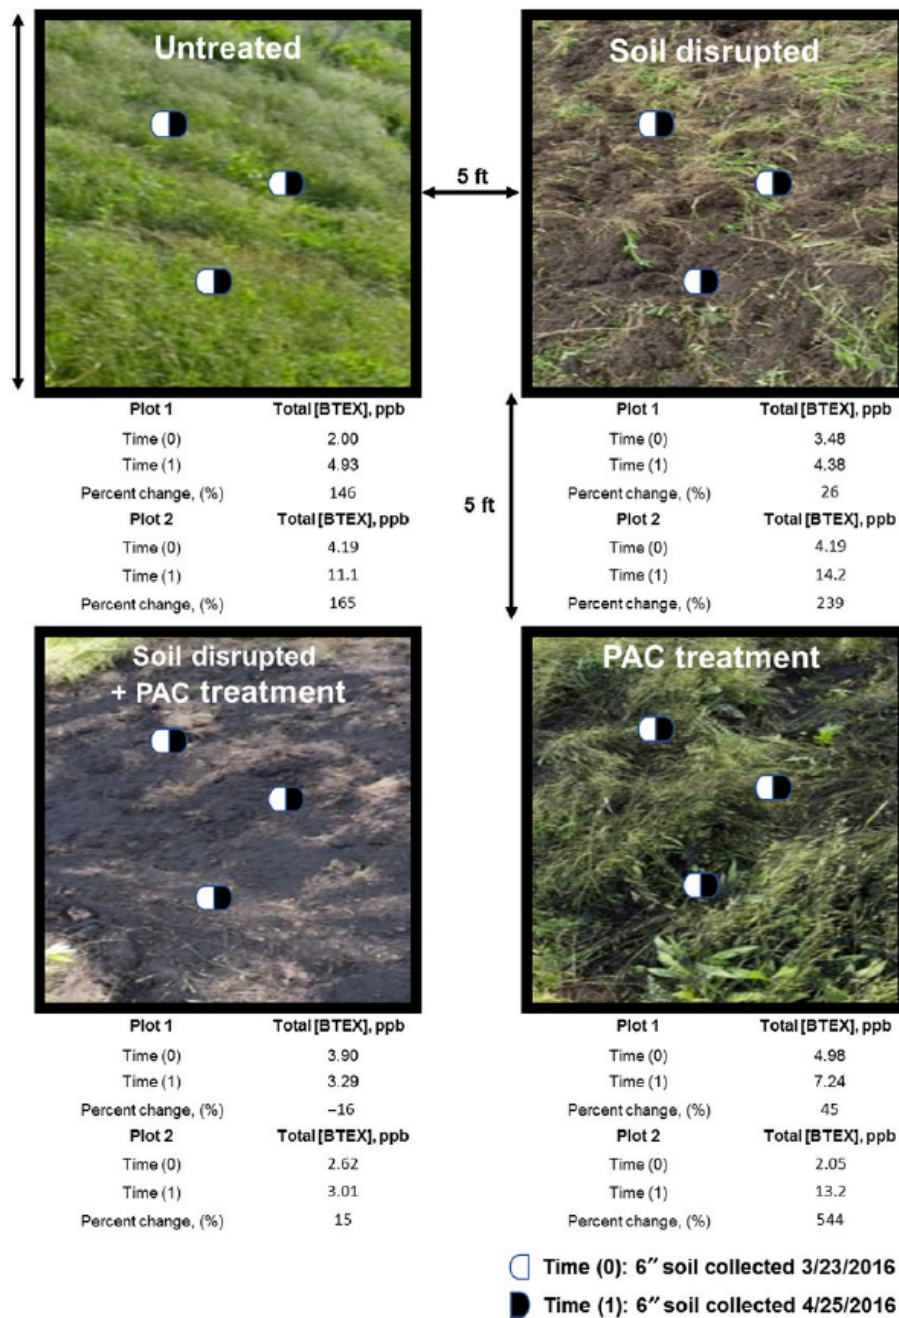 Untreated
Soil disrupted
5 ft
Plot 1 Total [BTEX], ppb
Time (0) 2.00
Time (1) 4.93
Percent change, (%) 146
Plot 2 Total [BTEX], ppb
Time (0) 4.19
Time (1) 11.1
Percent change, (%) 165
Plot 1 Total [BTEX], ppb
Time (0) 3.48
Time (1) 4.38
Percent change, (%) 26
Plot 2 Total [BTEX], ppb
Time (0) 4.19
Time (1) 14.2
Percent change, (%) 239
5 ft
Soil disrupted
+ PAC treatment
PAC treatment
Plot 1 Total [BTEX], ppb
Time (0) 3.90
Time (1) 3.29
Percent change, (%) –16
Plot 2 Total [BTEX], ppb
Time (0) 2.62
Time (1) 3.01
Percent change, (%) 15
Plot 1 Total [BTEX], ppb
Time (0) 4.98
Time (1) 7.24
Percent change, (%) 45
Plot 2 Total [BTEX], ppb
Time (0) 2.05
Time (1) 13.2
Percent change, (%) 544
Time (0): 6″ soil collected 3/23/2016
Time (1): 6″ soil collected 4/25/2016